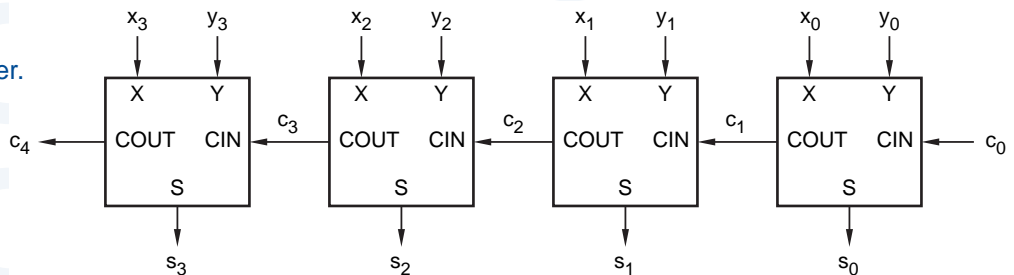 x3 y3 x2 y2 x1 y1 x0 y0
er.
X Y X Y X Y X Y
c4 COUT CIN c3 COUT CIN c2 COUT CIN c1 COUT CIN c0
S S S S
s3 s2 s1 s0